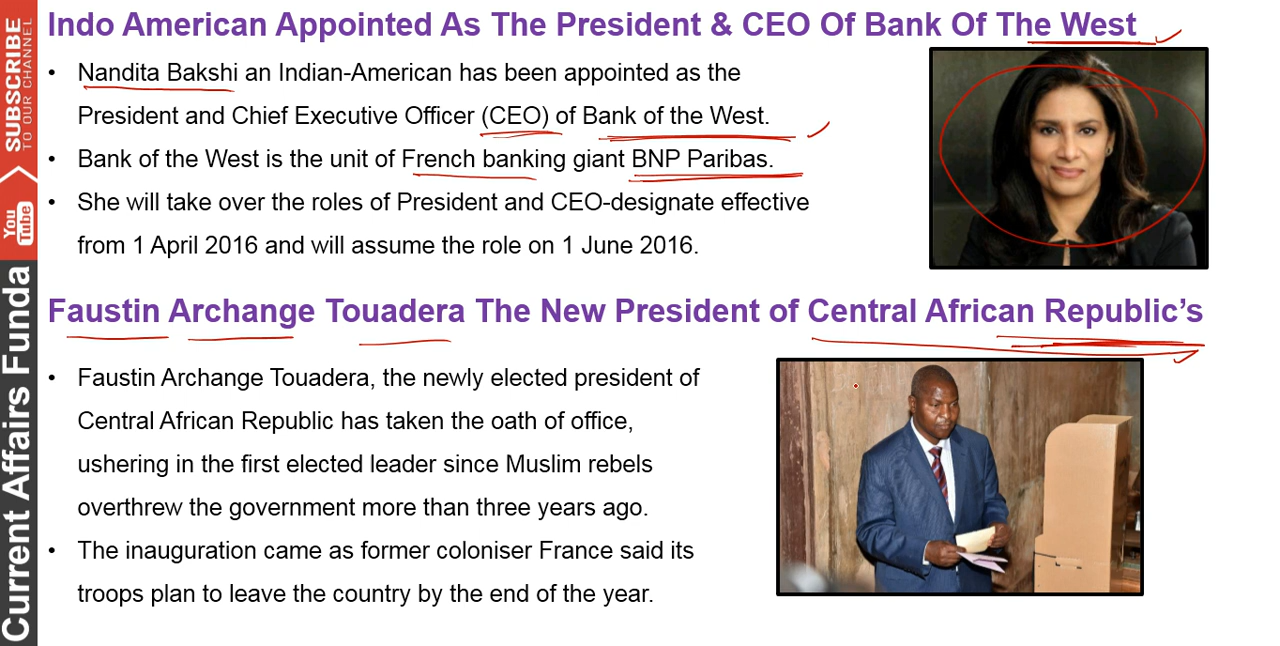 SUBSCRIBE
TO OUR CHANNEL
You
Tube
Current Affairs Funda
Indo American Appointed As The President & CEO Of Bank Of The West
• Nandita Bakshi an Indian-American has been appointed as the
President and Chief Executive Officer (CEO) of Bank of the West.
• Bank of the West is the unit of French banking giant BNP Paribas.
• She will take over the roles of President and CEO-designate effective
from 1 April 2016 and will assume the role on 1 June 2016.
Faustin Archange Touadera The New President of Central African Republic’s
• Faustin Archange Touadera, the newly elected president of
Central African Republic has taken the oath of office,
ushering in the first elected leader since Muslim rebels
overthrew the government more than three years ago.
• The inauguration came as former coloniser France said its
troops plan to leave the country by the end of the year.